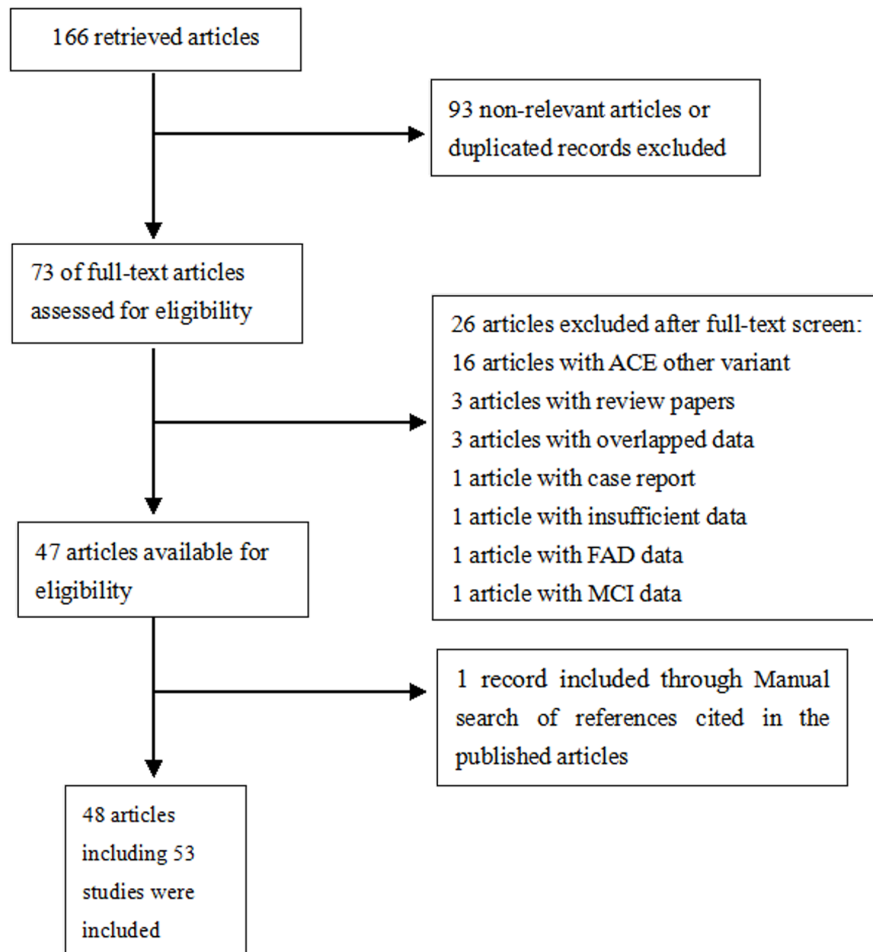 166 retrieved articles
93 non-relevant articles or
duplicated records excluded
73 of full-text articles
assessed for eligibility
26 articles excluded after full-text screen:
16 articles with ACE other variant
3 articles with review papers
3 articles with overlapped data
1 article with case report
1 article with insufficient data
1 article with FAD data
1 article with MCI data
47 articles available for
eligibility
1 record included through Manual
search of references cited in the
published articles
48 articles
including 53
studies were
included